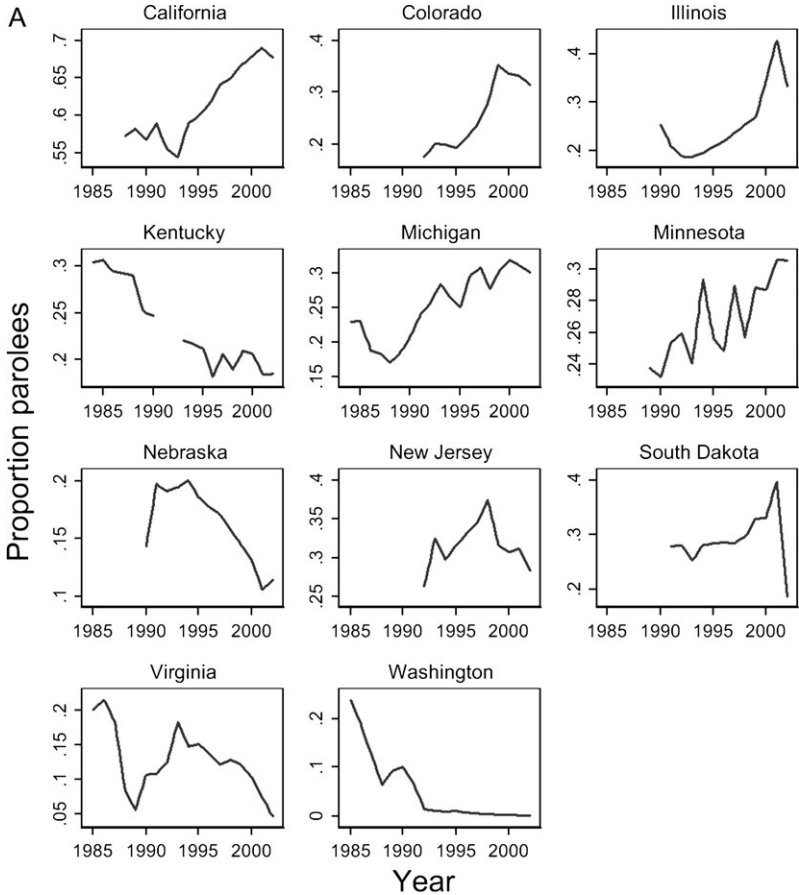 A
California
Colorado
Illinois
.7
.65
.6
.55
1985 1990 1995 2000
.4
.3
.2
1985 1990 1995 2000
.4
.3
.2
1985 1990 1995 2000
Kentucky
Michigan
Minnesota
.3
.25
.2
1985 1990 1995 2000
.3
.25
.2
.15
1985 1990 1995 2000
.3
.28
.26
.24
1985 1990 1995 2000
Nebraska
New Jersey
South Dakota
.2
.15
.1
1985 1990 1995 2000
.4
.35
.3
.25
1985 1990 1995 2000
.4
.3
.2
1985 1990 1995 2000
Virginia
Washington
.2
.15
.1
.05
1985 1990 1995 2000
.2
.1
0
1985 1990 1995 2000
Proportion parolees
Year